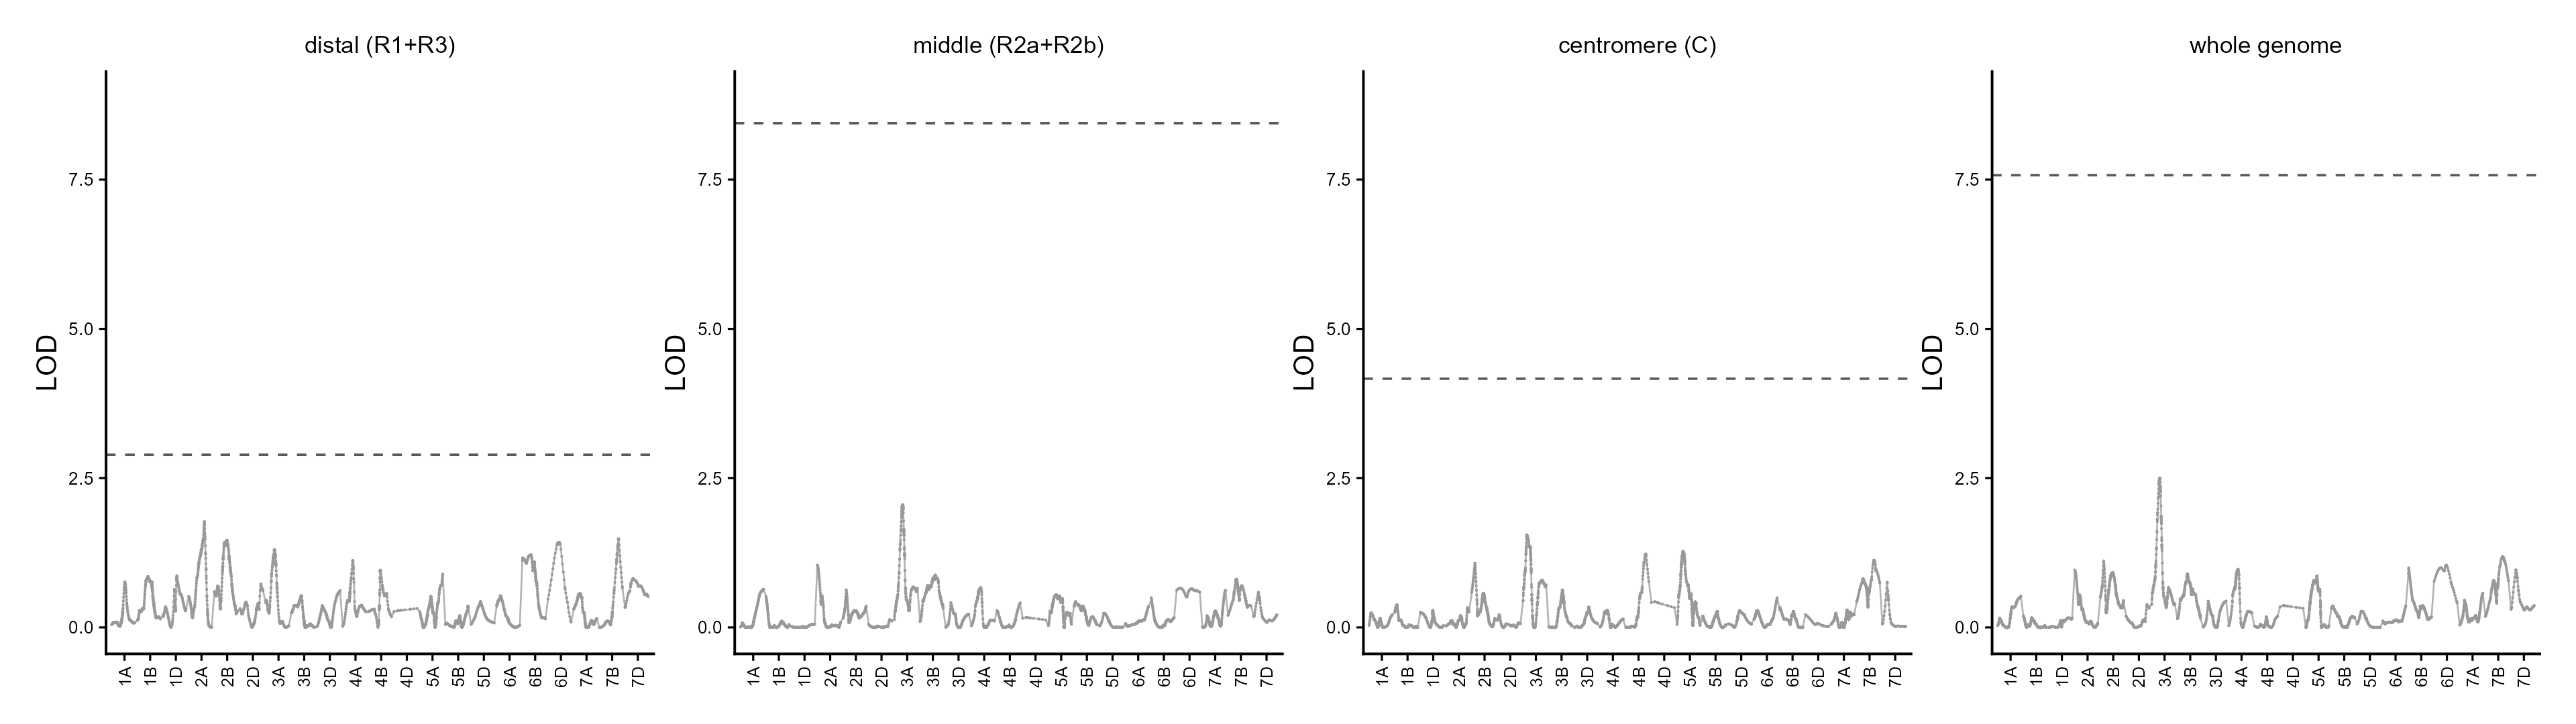 distal (R1+R3)
LOD
7.5
5.0
2.5
0.0
1A 1B 1D 2A 2B 2D 3A 3B 3D 4A 4B 4D 5A 5B 5D 6A 6B 6D 7A 7B 7D
middle (R2a+R2b)
LOD
7.5
5.0
2.5
0.0
1A 1B 1D 2A 2B 2D 3A 3B 3D 4A 4B 4D 5A 5B 5D 6A 6B 6D 7A 7B 7D
centromere (C)
LOD
7.5
5.0
2.5
0.0
1A 1B 1D 2A 2B 2D 3A 3B 3D 4A 4B 4D 5A 5B 5D 6A 6B 6D 7A 7B 7D
whole genome
LOD
7.5
5.0
2.5
0.0
1A 1B 1D 2A 2B 2D 3A 3B 3D 4A 4B 4D 5A 5B 5D 6A 6B 6D 7A 7B 7D